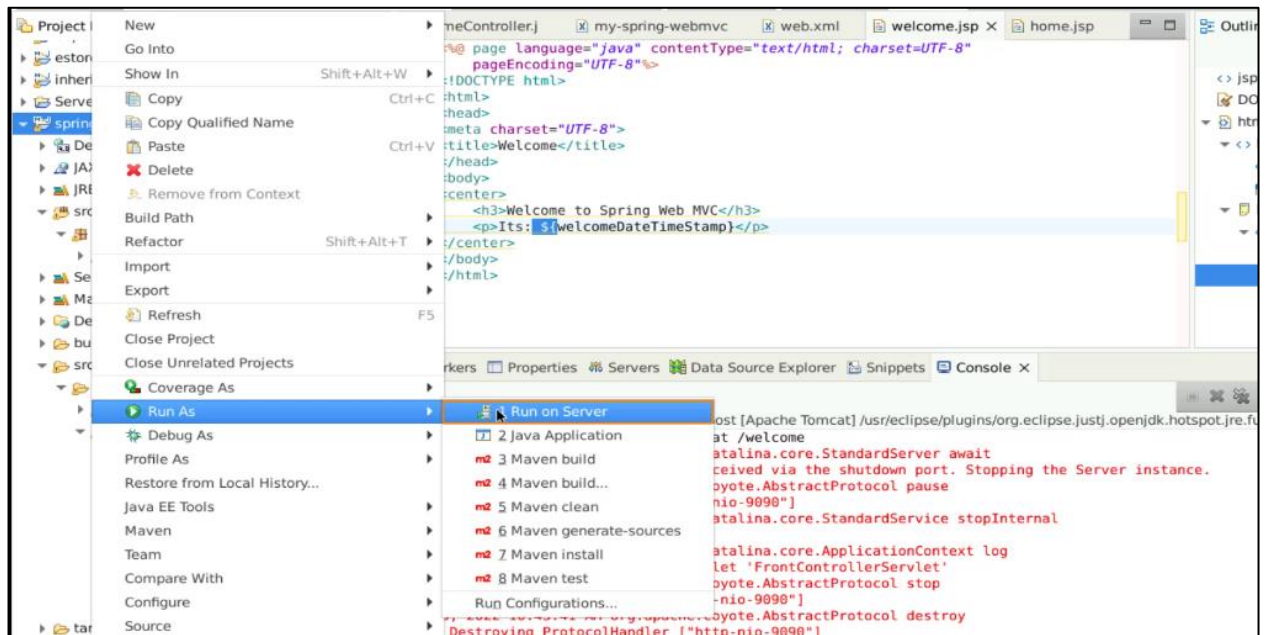 Project
New
Go Into
Show In Shift+Alt+W
Copy Ctrl+C
Copy Qualified Name
Paste Ctrl+V
Delete
Remove from Context
Build Path
Refactor Shift+Alt+T
Import
Export
Refresh F5
Close Project
Close Unrelated Projects
Coverage As
Run As
Debug As
Profile As
Restore from Local History...
Java EE Tools
Maven
Team
Compare With
Configure
Source
estor
inheri
Serve
spring
De
JAX
JRE
src
Se
Ma
De
bu
src
tar
1 Run on Server
2 Java Application
m2 3 Maven build
m2 4 Maven build...
m2 5 Maven clean
m2 6 Maven generate-sources
m2 7 Maven install
m2 8 Maven test
Run Configurations...
meController.j my-spring-webmvc web.xml welcome.jsp home.jsp
%@ page language="java" contentType="text/html; charset=UTF-8"
pageEncoding="UTF-8"%>
!DOCTYPE html>
html>
head>
meta charset="UTF-8">
title>Welcome</title>
/head>
body>
center>
<h3>Welcome to Spring Web MVC</h3>
<p>Its: ${welcomeDateTimeStamp}</p>
/center>
/body>
/html>
Outlin
jsp
DO
htr
rkers Properties Servers Data Source Explorer Snippets Console
ost [Apache Tomcat] /usr/eclipse/plugins/org.eclipse.justj.openjdk.hotspot.jre.fu
at /welcome
atalina.core.StandardServer await
ceived via the shutdown port. Stopping the Server instance.
oyote.AbstractProtocol pause
nio-9090"]
atalina.core.StandardService stopInternal
atalina.core.ApplicationContext log
let 'FrontControllerServlet'
oyote.AbstractProtocol stop
-nio-9090"]
oyote.AbstractProtocol destroy
Destroying ProtocolHandler ["http-nio-9090"]